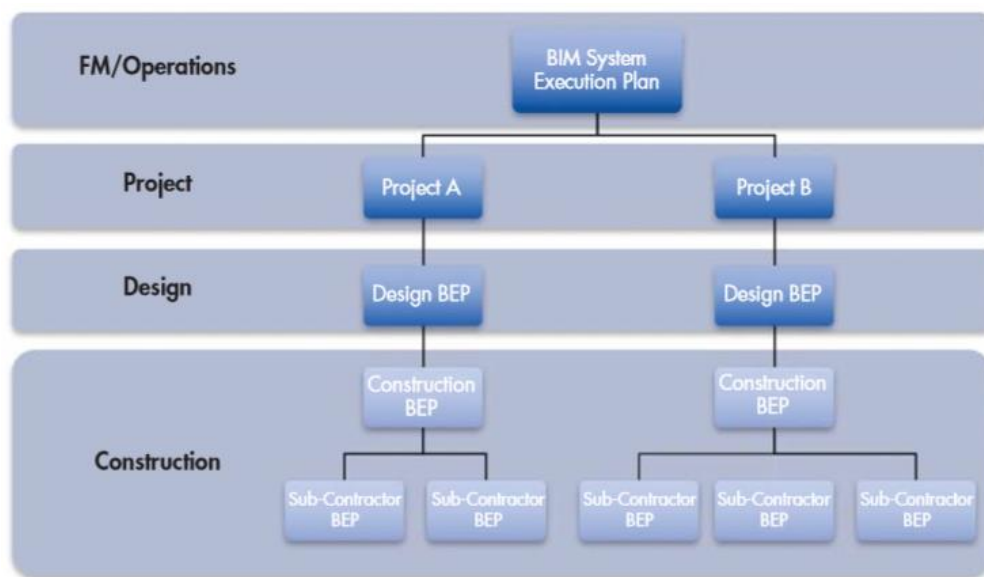 FM/Operations
BIM System
Execution Plan
Project
Project A
Project B
Design
Design BEP
Design BEP
Construction
Construction
BEP
Construction
BEP
Sub-Contractor
BEP
Sub-Contractor
BEP
Sub-Contractor
BEP
Sub-Contractor
BEP
Sub-Contractor
BEP